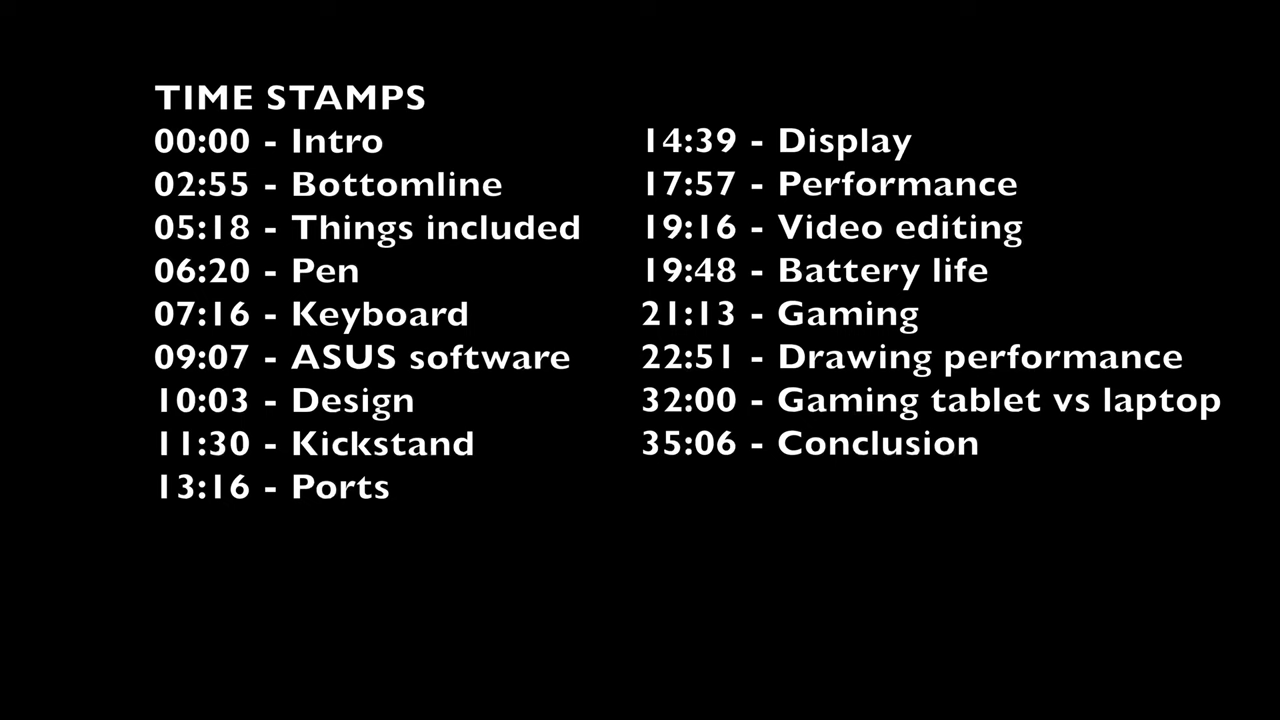 TIME STAMPS
00:00 - Intro
02:55 - Bottomline
05:18 - Things included
06:20 - Pen
07:16 - Keyboard
09:07 - ASUS software
10:03 - Design
11:30 - Kickstand
13:16 - Ports
14:39 - Display
17:57 - Performance
19:16 - Video editing
19:48 - Battery life
21:13 - Gaming
22:51 - Drawing performance
32:00 - Gaming tablet vs laptop
35:06 - Conclusion